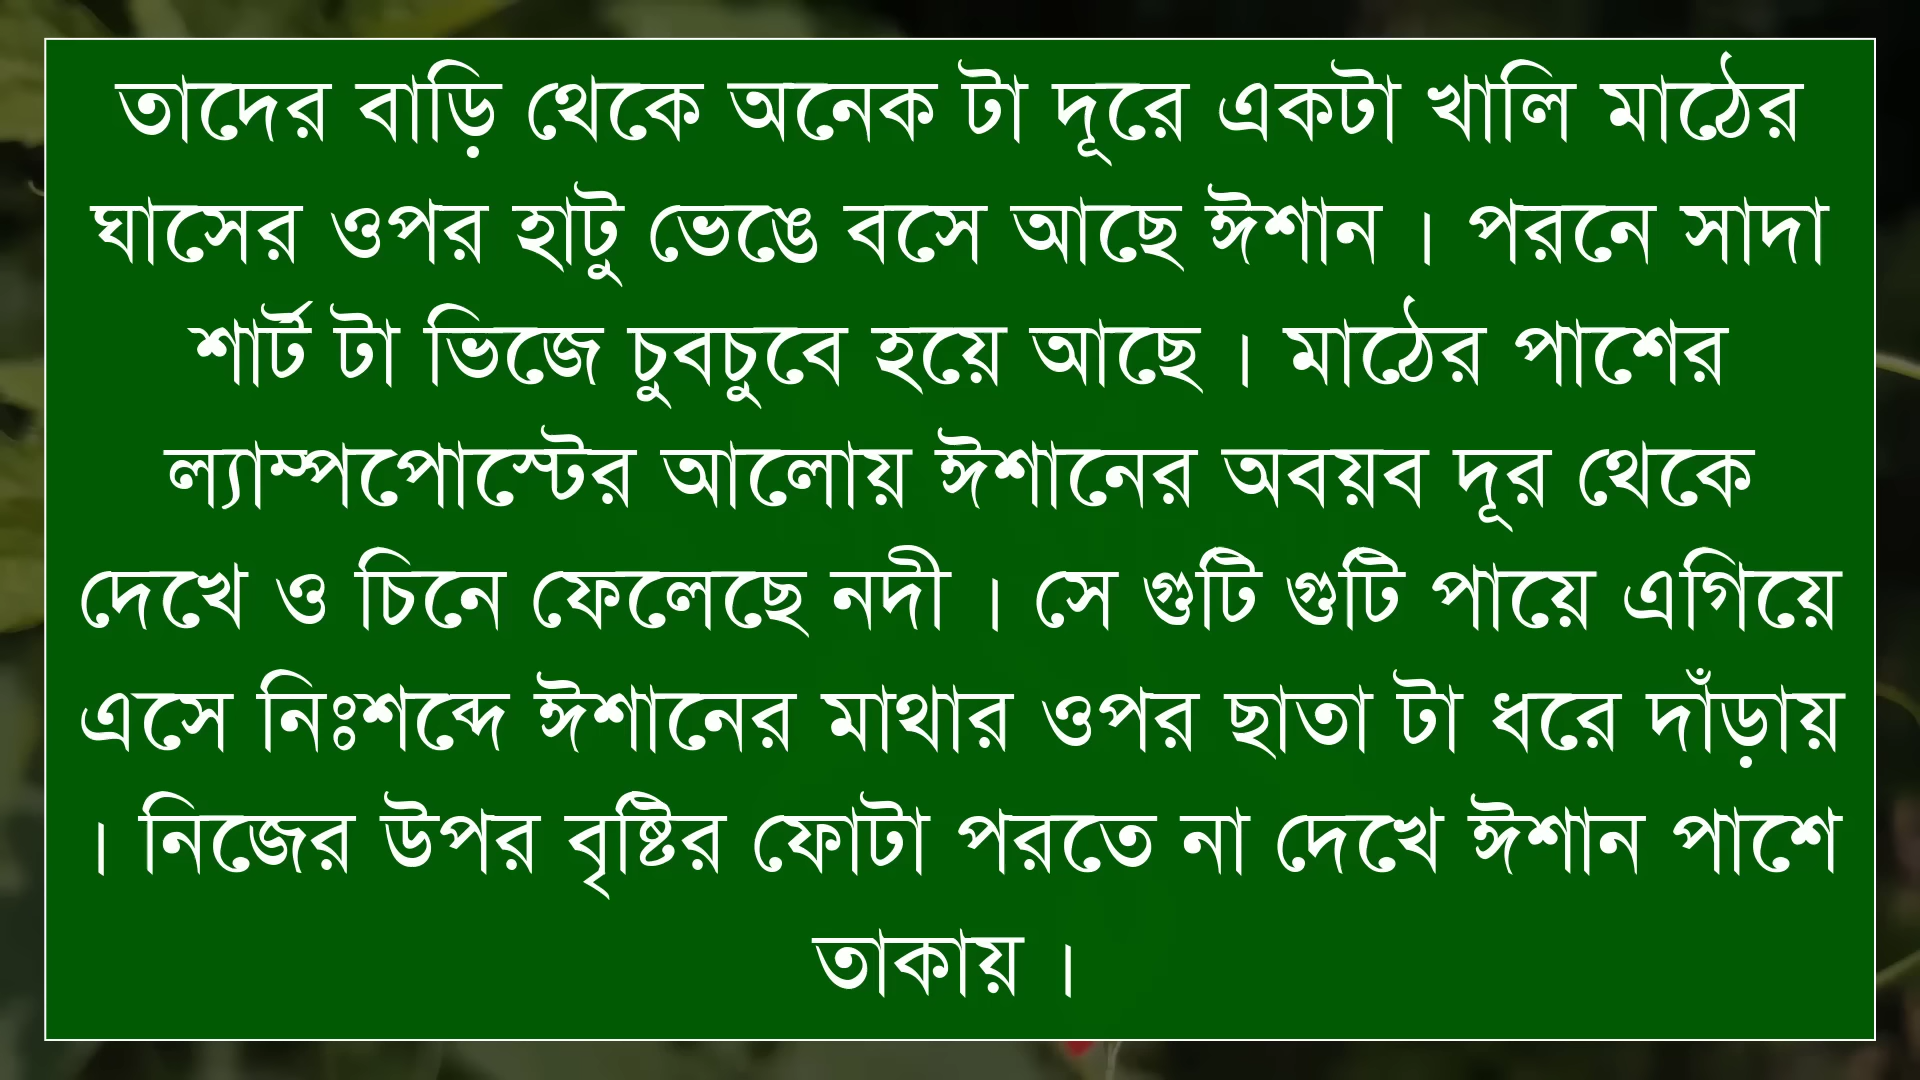 তাদের বাড়ি থেকে অনেক টা দূরে একটা খালি মাঠের
ঘাসের ওপর হাটু ভেঙে বসে আছে ঈশান । পরনে সাদা
শার্ট টা ভিজে চুবচুবে হয়ে আছে । মাঠের পাশের
ল্যাম্পপোস্টের আলোয় ঈশানের অবয়ব দূর থেকে
দেখে ও চিনে ফেলেছে নদী । সে গুটি গুটি পায়ে এগিয়ে
এসে নিঃশব্দে ঈশানের মাথার ওপর ছাতা টা ধরে দাঁড়ায়
। নিজের উপর বৃষ্টির ফোটা পরতে না দেখে ঈশান পাশে
তাকায় ।